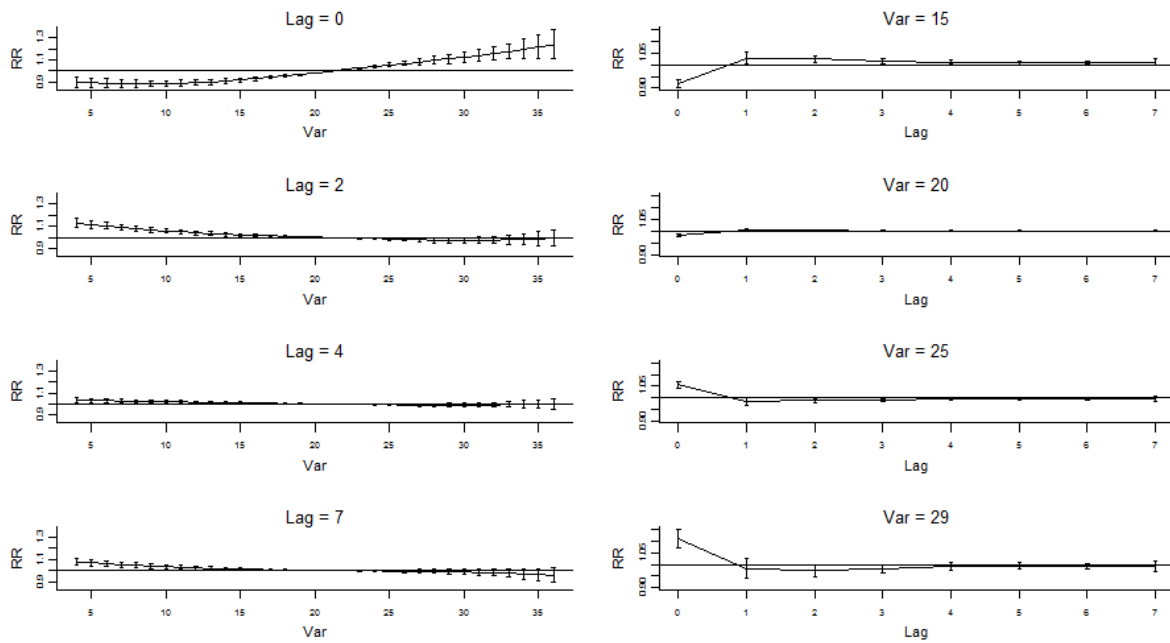 Lag = 0
RR
0.9 1.1 1.3
5 10 15 20 25 30 35
Var
Var = 15
RR
0.90 1.05
0 1 2 3 4 5 6 7
Lag
Lag = 2
RR
0.9 1.1 1.3
5 10 15 20 25 30 35
Var
Var = 20
RR
0.90 1.05
0 1 2 3 4 5 6 7
Lag
Lag = 4
RR
0.9 1.1 1.3
5 10 15 20 25 30 35
Var
Var = 25
RR
0.90 1.05
0 1 2 3 4 5 6 7
Lag
Lag = 7
RR
0.9 1.1 1.3
5 10 15 20 25 30 35
Var
Var = 29
RR
0.90 1.05
0 1 2 3 4 5 6 7
Lag